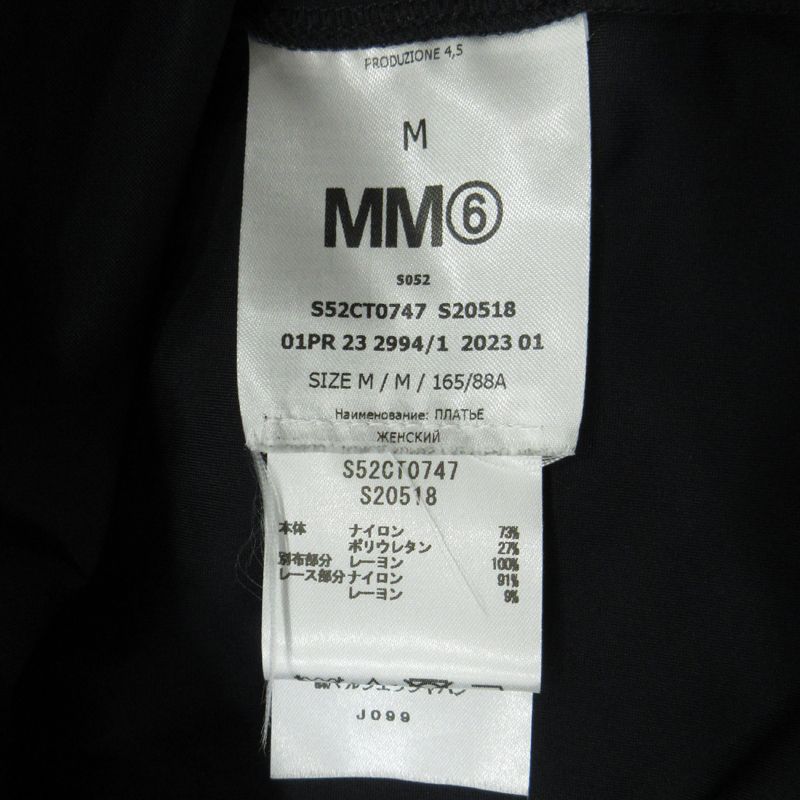 PRODUZIONE 4,5
M
MM⑥
S052
S52CT0747 S20518
01PR 23 2994/1 2023 01
SIZE M / M / 165/88A
Наименование: ПЛАТЬЕ
ЖЕНСКИЙ
S52CT0747
S20518
本体 ナイロン 73%
ポリウレタン 27%
別布部分 レーヨン 100%
レース部分 ナイロン 91%
レーヨン 9%
J099